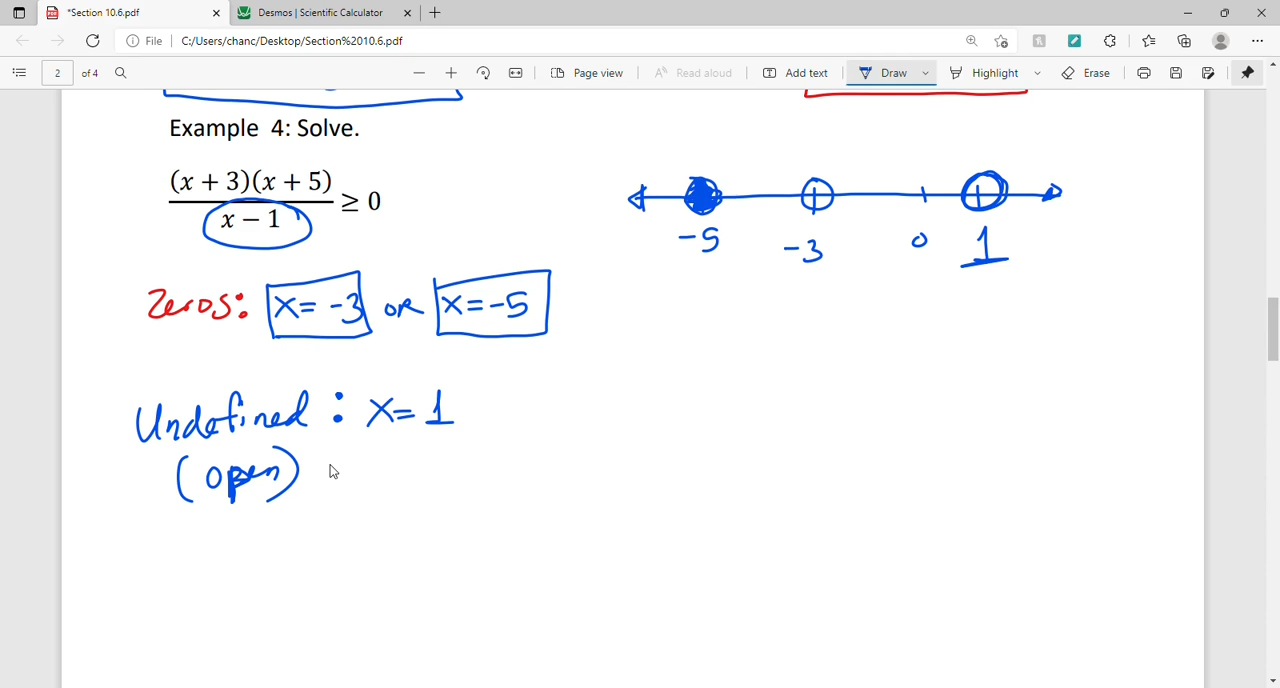 *Section 10.6.pdf
Desmos | Scientific Calculator
File | C:/Users/chanc/Desktop/Section%2010.6.pdf
2 of 4
Page view
Read aloud
Add text
Draw
Highlight
Erase
Example 4: Solve.
(x + 3)(x + 5)
x − 1
≥ 0
-5 -3 0 1
Zeros: x= -3 OR x=-5
Undefined: x= 1
(open)